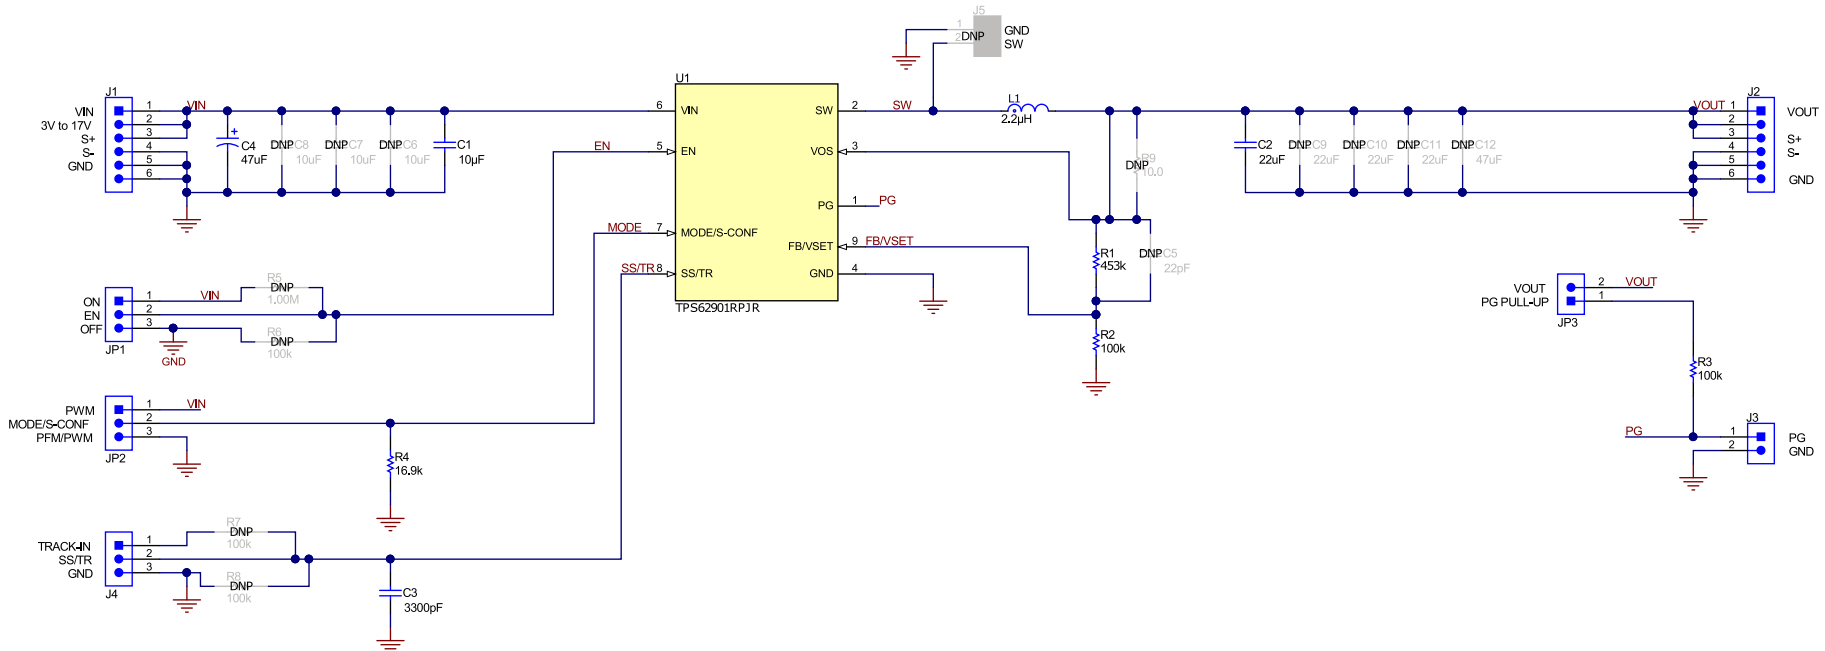 J5
1
GND
2
DNP
SW
U1
J1
VIN
3V to 17V
S+
S-
GND
1
2
3
4
5
6
VIN
C4
47uF
C8
DNP
10uF
C7
DNP
10uF
C6
DNP
10uF
C1
10µF
6
VIN
EN
5
EN
MODE
7
MODE/S-CONF
SS/TR
8
SS/TR
SW
2
SW
VOS
3
PG
1
PG
FB/VSET
9
FB/VSET
GND
4
TPS62901RPJR
L1
2.2µH
R9
DNP
10.0
R1
453k
C5
DNP
22pF
R2
100k
C2
22uF
C9
DNP
22uF
C10
DNP
22uF
C11
DNP
22uF
C12
DNP
47uF
VOUT
J2
1
2
3
4
5
6
VOUT
S+
S-
GND
ON
EN
OFF
JP1
1
2
3
VIN
GND
R5
DNP
1.00M
R6
DNP
100k
VOUT
PG PULL-UP
JP3
2
1
VOUT
R3
100k
PWM
MODE/S-CONF
PFM/PWM
JP2
1
2
3
VIN
R4
16.9k
PG
J3
1
2
PG
GND
TRACK-IN
SS/TR
GND
J4
1
2
3
R7
DNP
100k
R8
DNP
100k
C3
3300pF